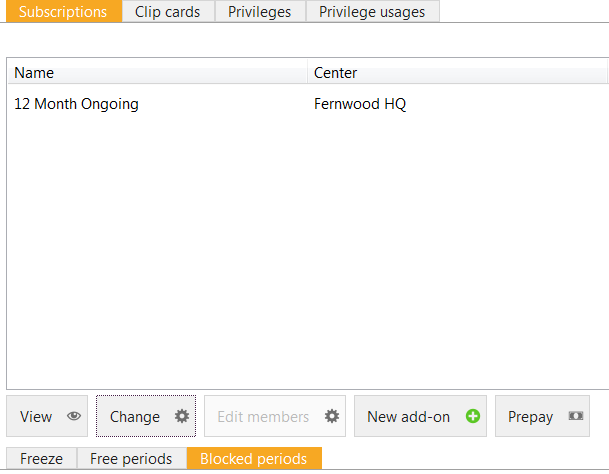 Subscriptions Clip cards Privileges Privilege usages
Name Center
12 Month Ongoing Fernwood HQ
View Change Edit members New add-on Prepay
Freeze Free periods Blocked periods